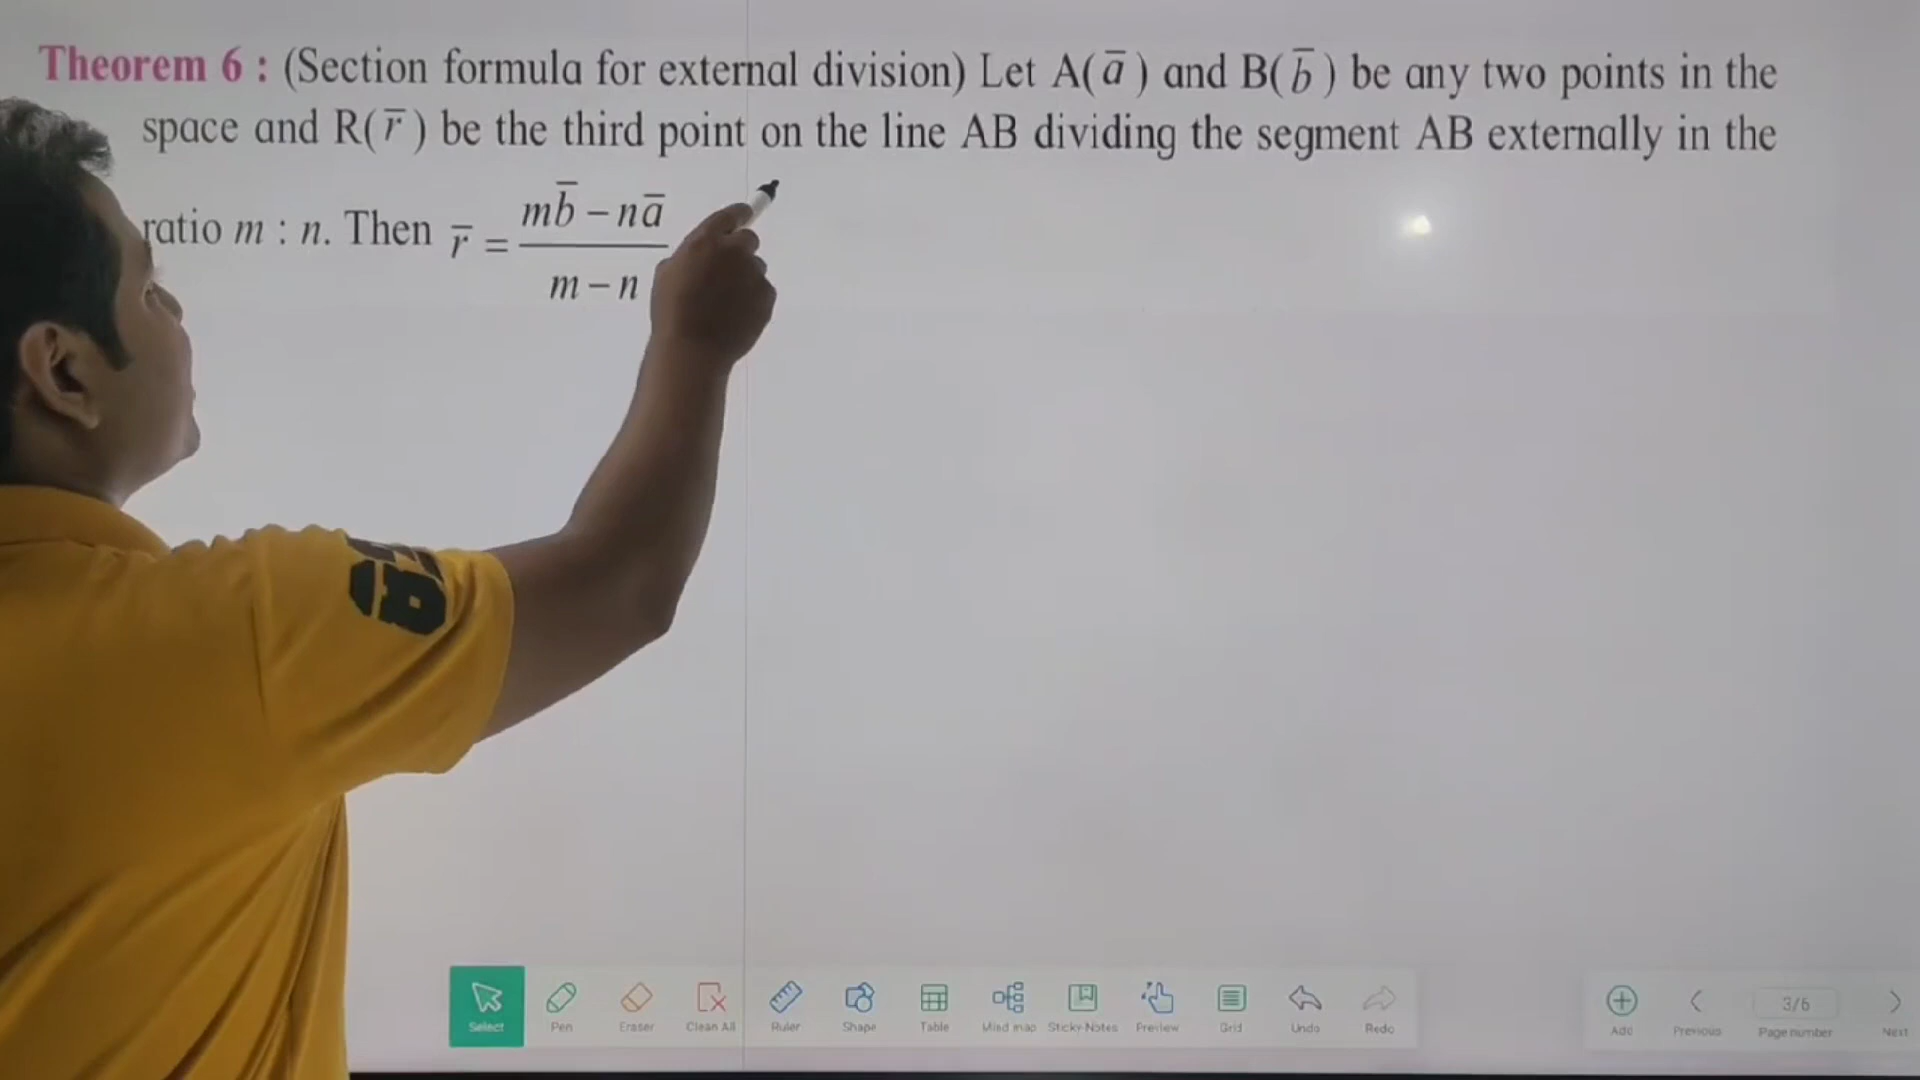 Theorem 6 : (Section formula for external division) Let A(a̅) and B(b̅) be any two points in the
space and R(r̅) be the third point on the line AB dividing the segment AB externally in the
ratio m : n. Then r̅ = (mb̅ − na̅) / (m − n)
Select Pen Eraser Clean All Ruler Shape Table Mind map Sticky Notes Preview Grid Undo Redo
3/6
Add Previous Page number Next